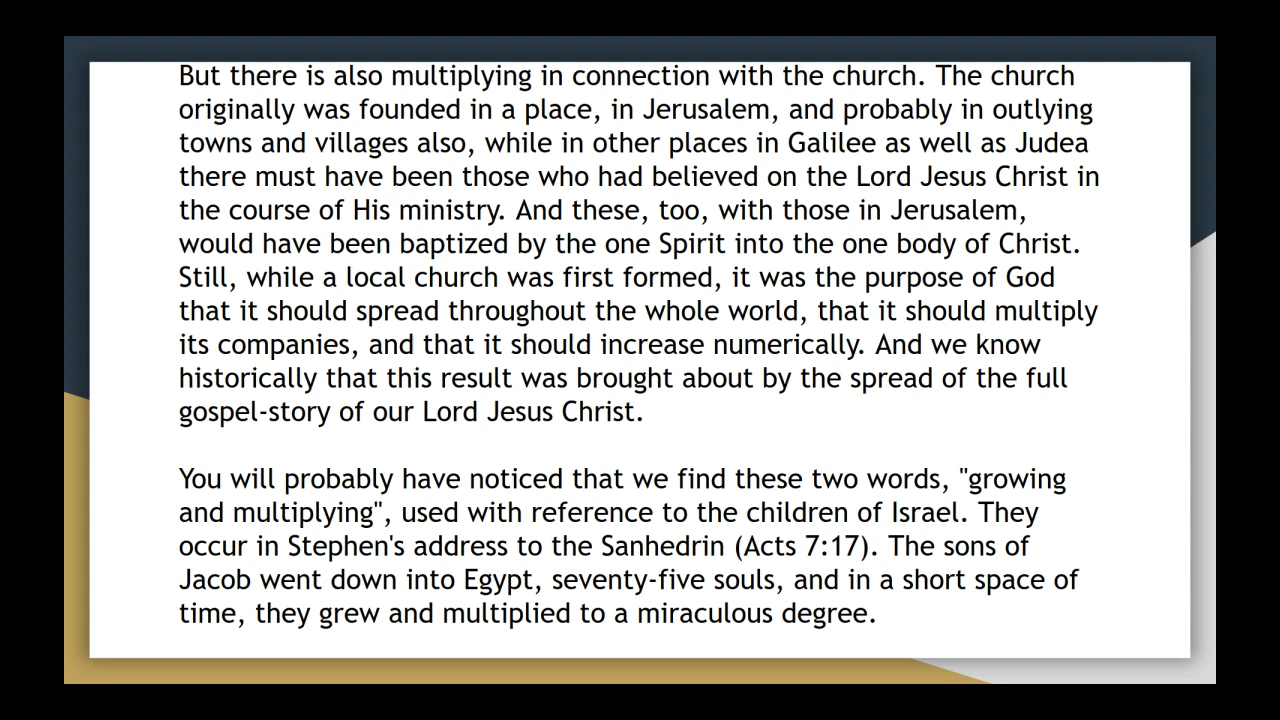 But there is also multiplying in connection with the church. The church
originally was founded in a place, in Jerusalem, and probably in outlying
towns and villages also, while in other places in Galilee as well as Judea
there must have been those who had believed on the Lord Jesus Christ in
the course of His ministry. And these, too, with those in Jerusalem,
would have been baptized by the one Spirit into the one body of Christ.
Still, while a local church was first formed, it was the purpose of God
that it should spread throughout the whole world, that it should multiply
its companies, and that it should increase numerically. And we know
historically that this result was brought about by the spread of the full
gospel-story of our Lord Jesus Christ.
You will probably have noticed that we find these two words, "growing
and multiplying", used with reference to the children of Israel. They
occur in Stephen's address to the Sanhedrin (Acts 7:17). The sons of
Jacob went down into Egypt, seventy-five souls, and in a short space of
time, they grew and multiplied to a miraculous degree.